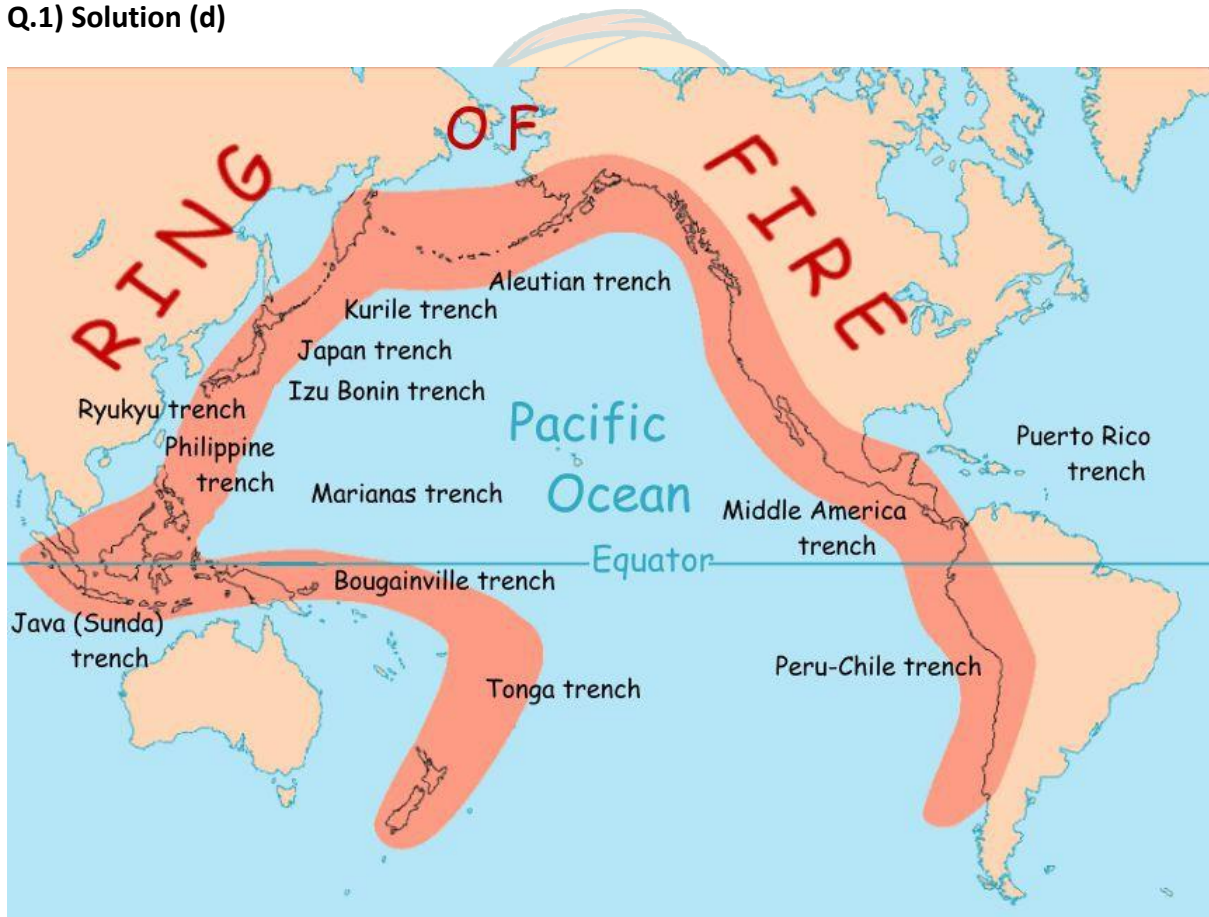 Q.1) Solution (d)
RING OF FIRE
Aleutian trench
Kurile trench
Japan trench
Izu Bonin trench
Ryukyu trench
Philippine
trench
Marianas trench
Pacific
Ocean
Puerto Rico
trench
Middle America
trench
Equator
Bougainville trench
Java (Sunda)
trench
Peru-Chile trench
Tonga trench